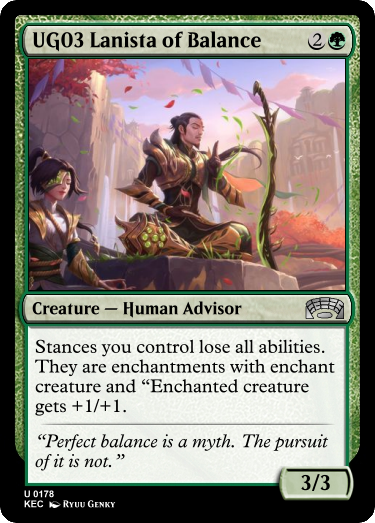 UG03 Lanista of Balance 2
Creature — Human Advisor
Stances you control lose all abilities.
They are enchantments with enchant
creature and “Enchanted creature
gets +1/+1.
“Perfect balance is a myth. The pursuit
of it is not.”
3/3
U 0178
KEC Ryuu Genky